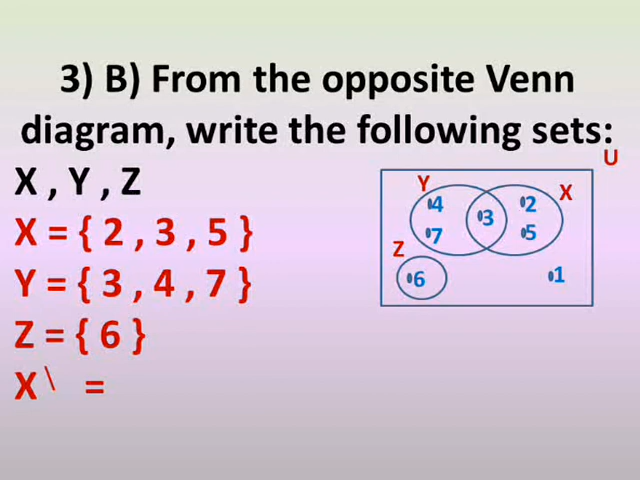 3) B) From the opposite Venn
diagram, write the following sets:
X , Y , Z
X = { 2 , 3 , 5 }
Y = { 3 , 4 , 7 }
Z = { 6 }
X \ =
U
Y
X
4
2
3
7
5
Z
6
1